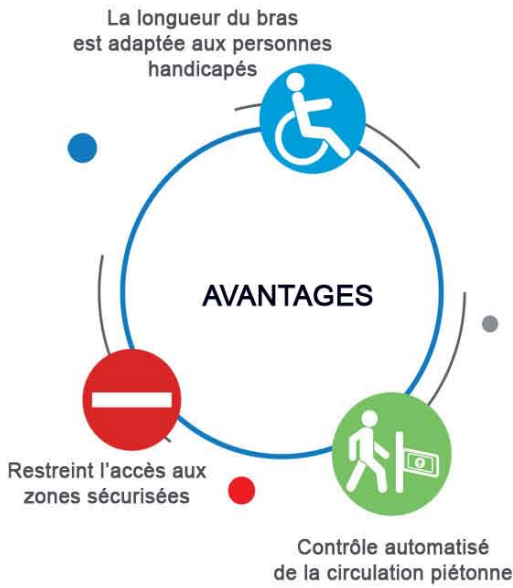 La longueur du bras
est adaptée aux personnes
handicapés
AVANTAGES
Restreint l'accès aux
zones sécurisées
Contrôle automatisé
de la circulation piétonne